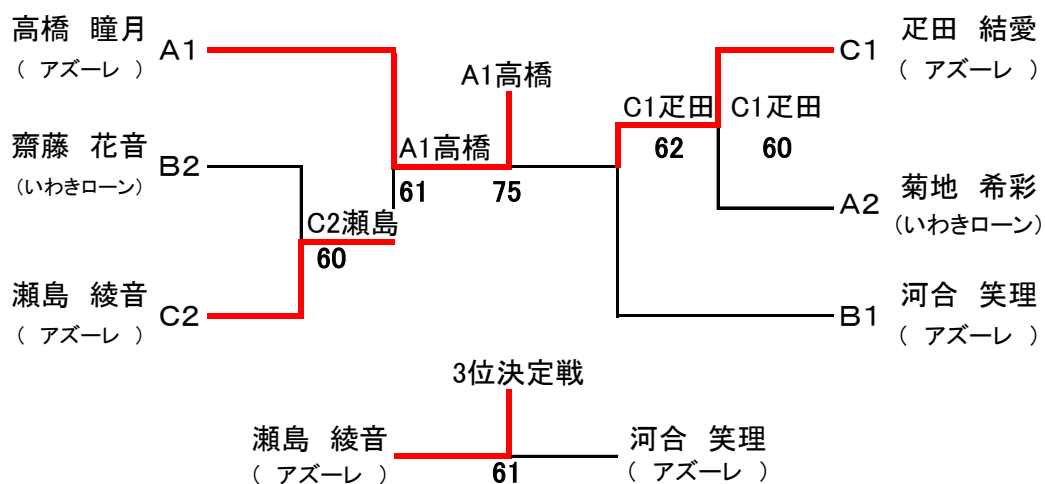 高橋　瞳月
（　アズーレ　）
A1
齋藤　花音
（いわきローン）
B2
瀬島　綾音
（　アズーレ　）
C2
C2瀬島
60
A1高橋
61
A1高橋
75
C1疋田
62
C1疋田
60
C1
疋田　結愛
（　アズーレ　）
A2
菊地　希彩
（いわきローン）
B1
河合　笑理
（　アズーレ　）
3位決定戦
瀬島　綾音
（　アズーレ　）
61
河合　笑理
（　アズーレ　）